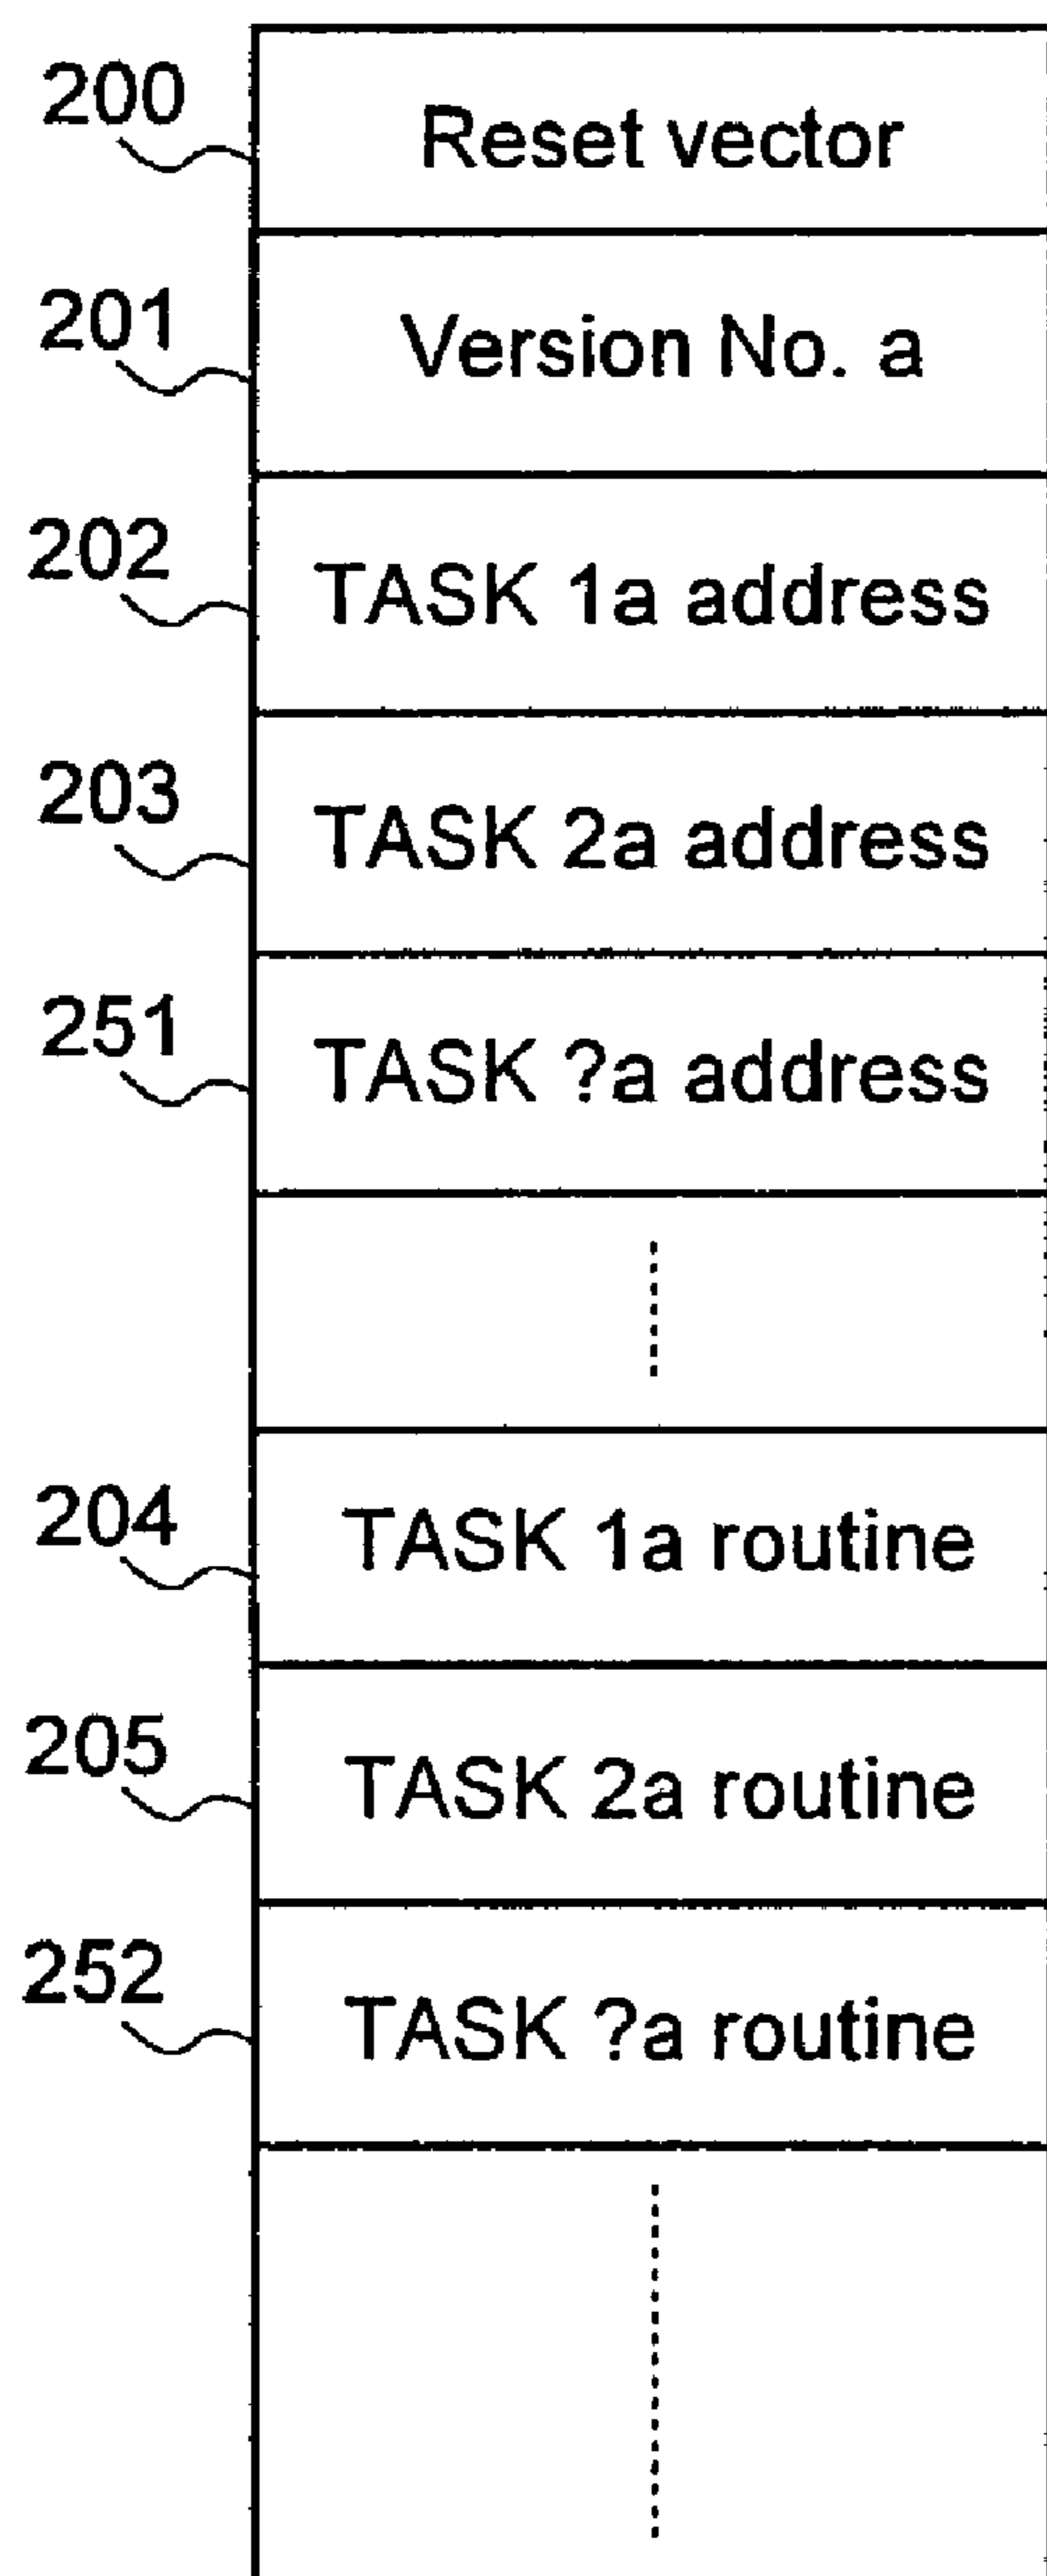 200
Reset vector
201
Version No. a
202
TASK 1a address
203
TASK 2a address
251
TASK ?a address
204
TASK 1a routine
205
TASK 2a routine
252
TASK ?a routine